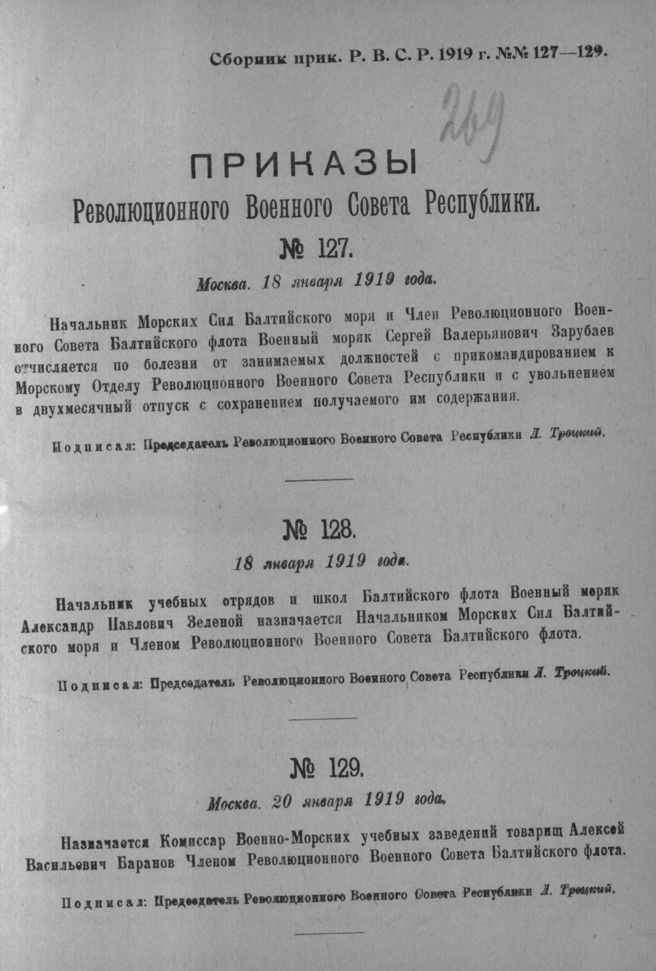 Сборник прик. Р. В. С. Р. 1919 г. №№ 127—129.
269
ПРИКАЗЫ
Революционного Военного Совета Республики.
№ 127.
Москва. 18 января 1919 года.
Начальник Морских Сил Балтийского моря и Член Революционного Воен-
ного Совета Балтийского флота Военный моряк Сергей Валерьянович Зарубаев
отчисляется по болезни от занимаемых должностей с прикомандированием к
Морскому Отделу Революционного Военного Совета Республики и с увольнением
в двухмесячный отпуск с сохранением получаемого им содержания.
Подписал: Председатель Революционного Военного Совета Республики Л. Троцкий.
№ 128.
18 января 1919 года.
Начальник учебных отрядов и школ Балтийского флота Военный моряк
Александр Павлович Зеленой назначается Начальником Морских Сил Балтий-
ского моря и Членом Революционного Военного Совета Балтийского флота.
Подписал: Председатель Революционного Военного Совета Республики Л. Троцкий.
№ 129.
Москва. 20 января 1919 года.
Назначается Комиссар Военно-Морских учебных заведений товарищ Алексей
Васильевич Баранов Членом Революционного Военного Совета Балтийского флота.
Подписал: Председатель Революционного Военного Совета Республики Л. Троцкий.